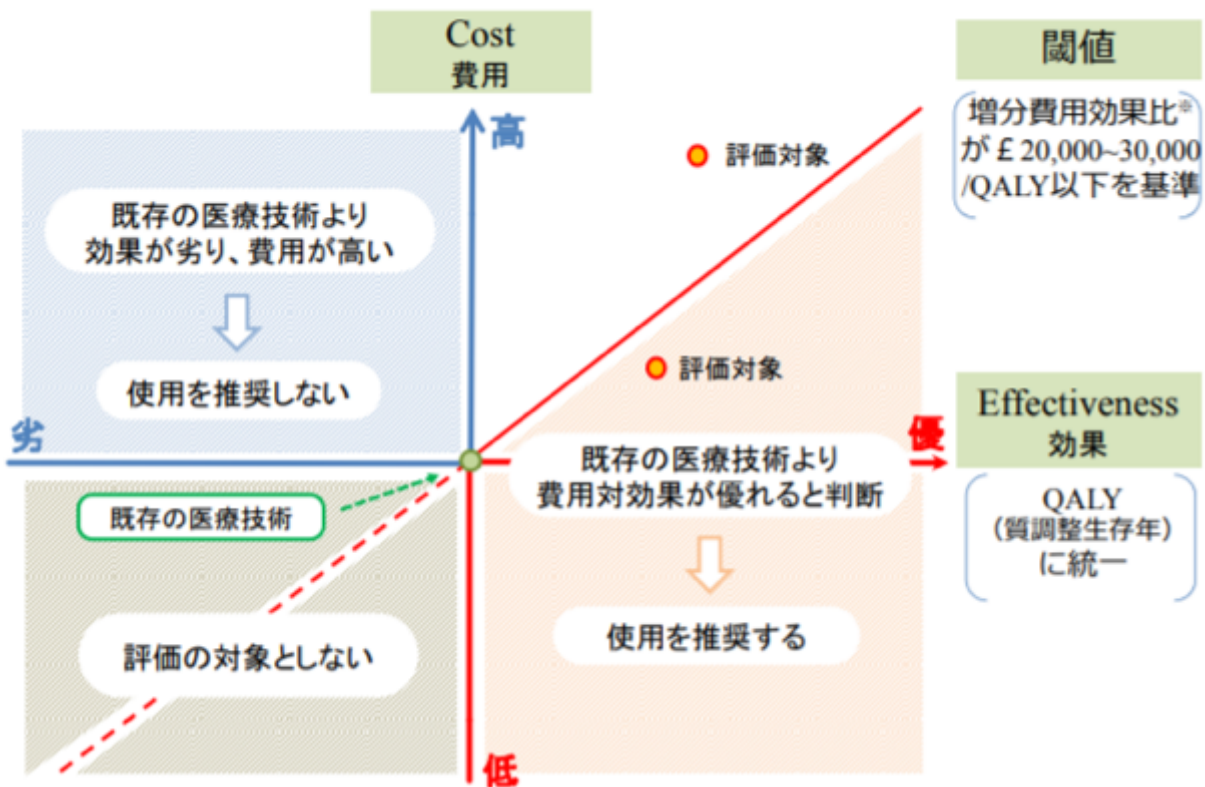 Cost
費用
閾値
増分費用効果比※
が£20,000~30,000
/QALY以下を基準
高
評価対象
既存の医療技術より
効果が劣り、費用が高い
使用を推奨しない
評価対象
劣
優
Effectiveness
効果
既存の医療技術より
費用対効果が優れると判断
既存の医療技術
QALY
（質調整生存年）
に統一
評価の対象としない
使用を推奨する
低